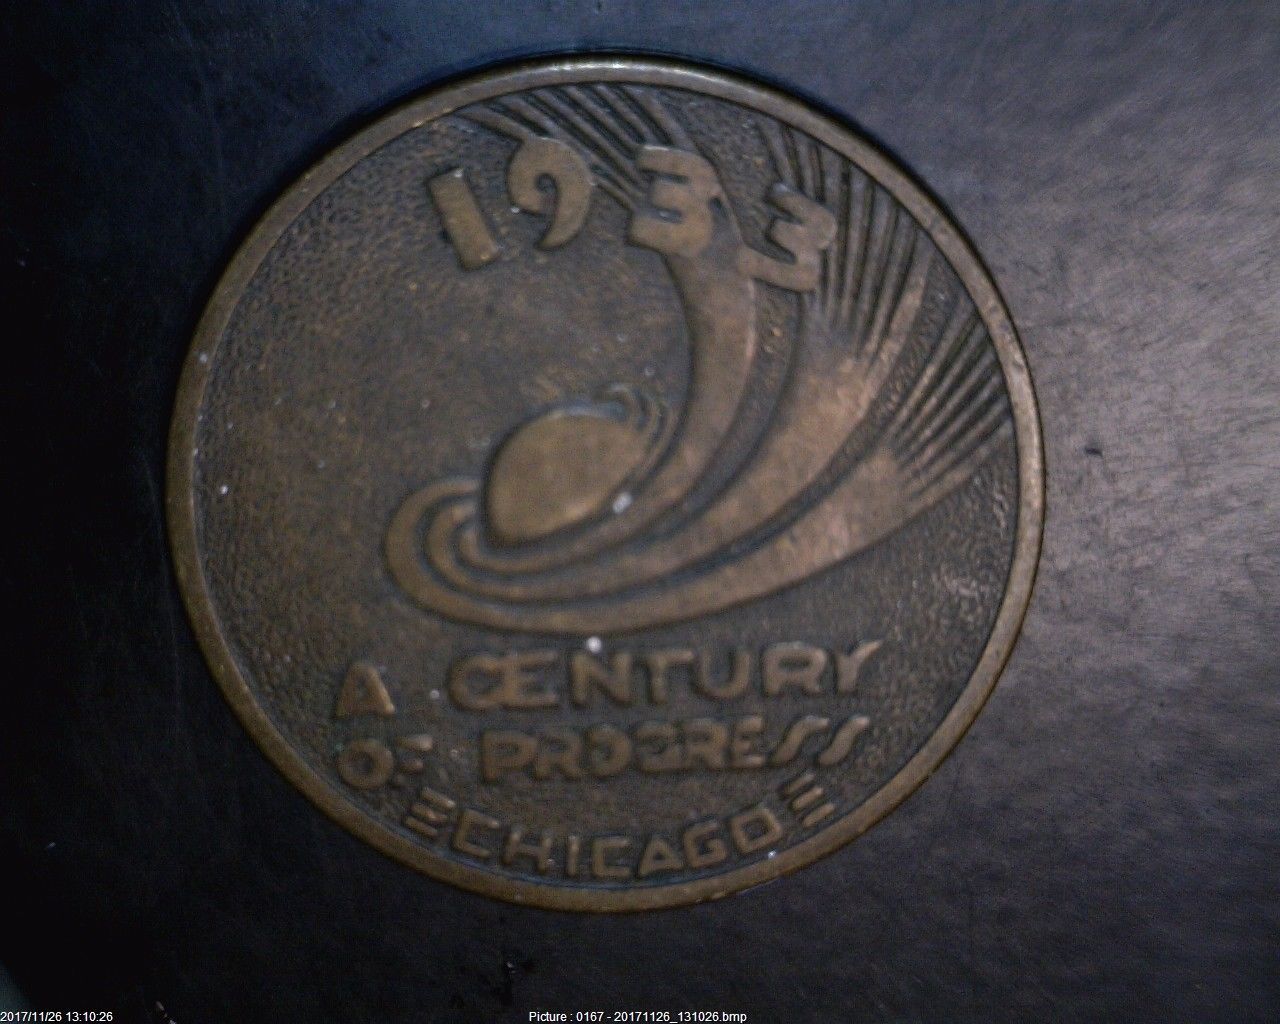 1933
A CENTURY
OF PROGRESS
CHICAGO
2017/11/26 13:10:26
Picture : 0167 - 20171126_131026.bmp